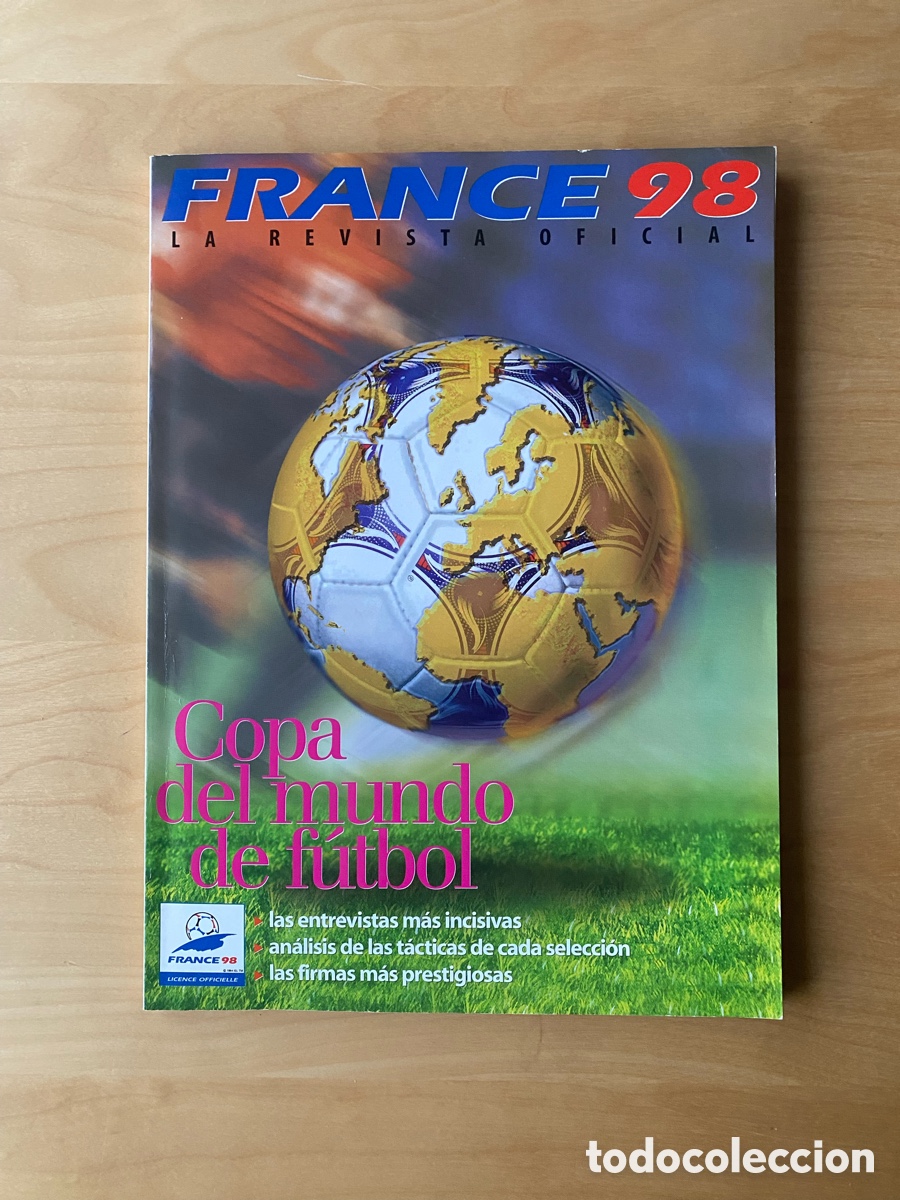 FRANCE 98
LA REVISTA OFICIAL
Copa
del mundo
de fútbol
las entrevistas más incisivas
análisis de las tácticas de cada selección
las firmas más prestigiosas
FRANCE 98
LICENCE OFFICIELLE
todocoleccion